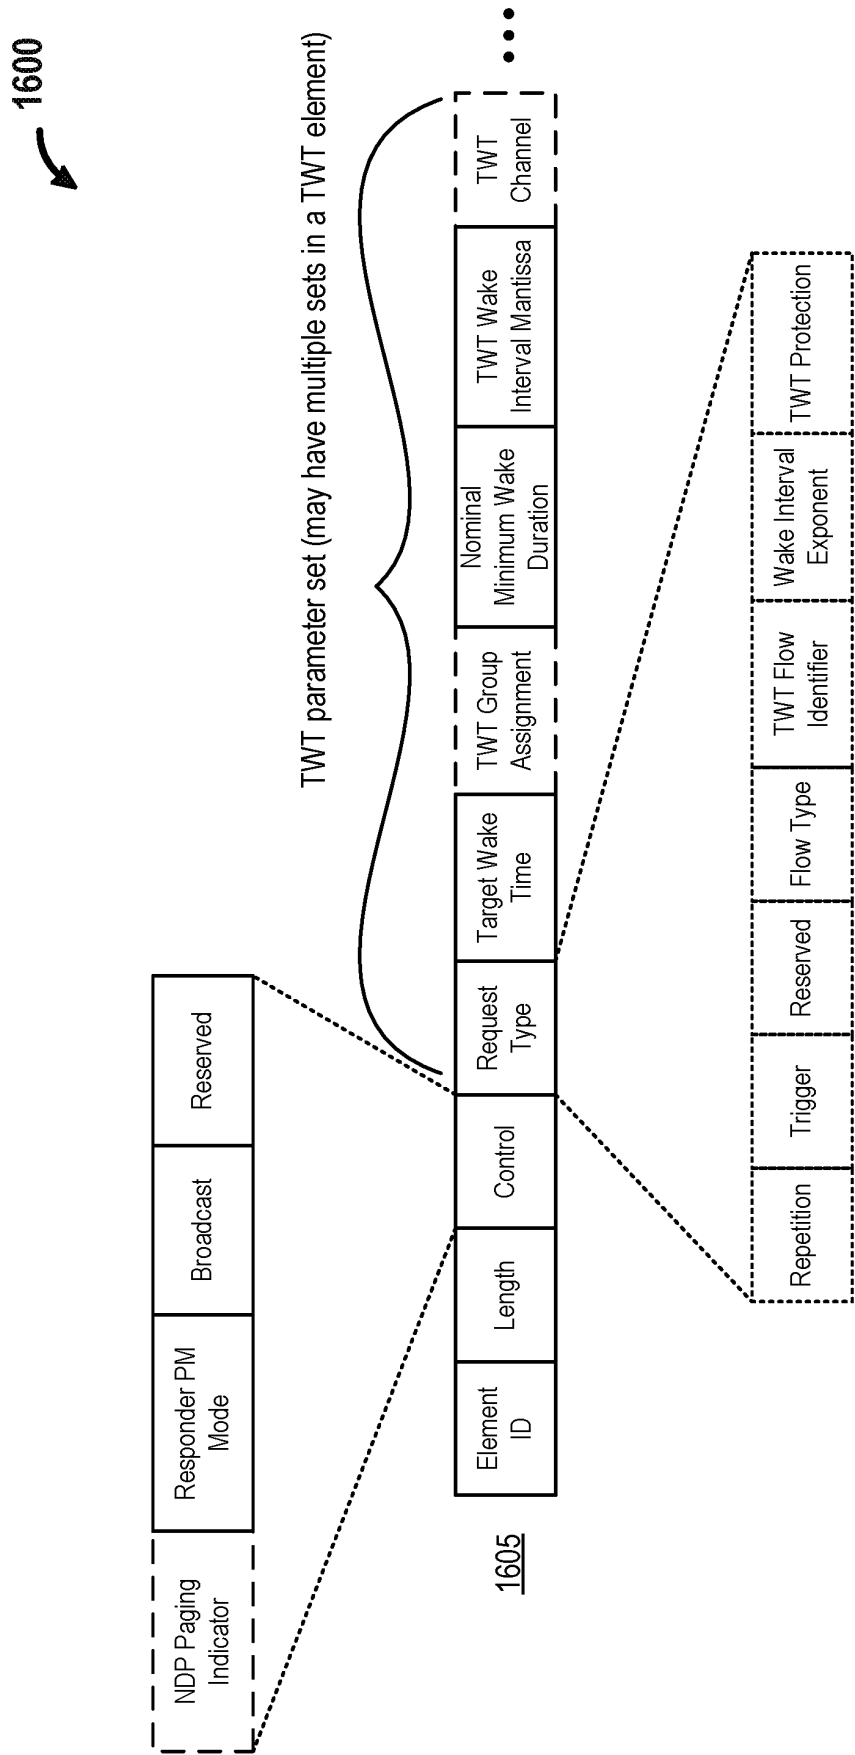 1600
NDP Paging
Indicator
Responder PM
Mode
Broadcast
Reserved
TWT parameter set (may have multiple sets in a TWT element)
1605
Element
ID
Length
Control
Request
Type
Target Wake
Time
TWT Group
Assignment
Nominal
Minimum Wake
Duration
TWT Wake
Interval Mantissa
TWT
Channel
•••
Repetition
Trigger
Reserved
Flow Type
TWT Flow
Identifier
Wake Interval
Exponent
TWT Protection